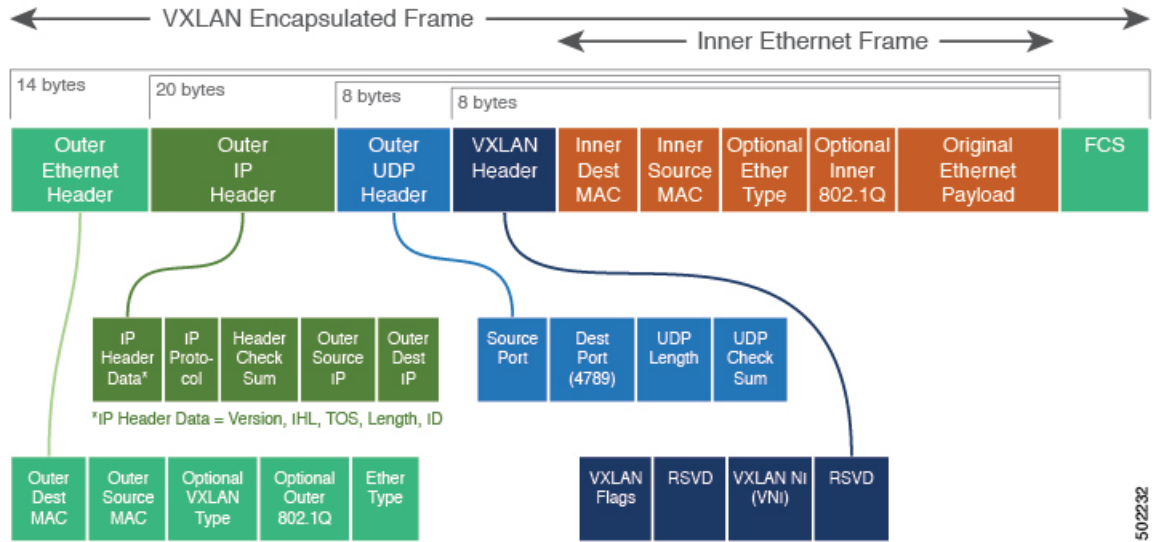 VXLAN Encapsulated Frame
Inner Ethernet Frame
14 bytes
20 bytes
8 bytes
8 bytes
Outer
Ethernet
Header
Outer
IP
Header
Outer
UDP
Header
VXLAN
Header
Inner
Dest
MAC
Inner
Source
MAC
Optional
Ether
Type
Optional
Inner
802.1Q
Original
Ethernet
Payload
FCS
IP
Header
Data*
IP
Proto-
col
Header
Check
Sum
Outer
Source
IP
Outer
Dest
IP
Source
Port
Dest
Port
(4789)
UDP
Length
UDP
Check
Sum
*IP Header Data = Version, IHL, TOS, Length, ID
Outer
Dest
MAC
Outer
Source
MAC
Optional
VXLAN
Type
Optional
Outer
802.1Q
Ether
Type
VXLAN
Flags
RSVD
VXLAN NI
(VNI)
RSVD
502232